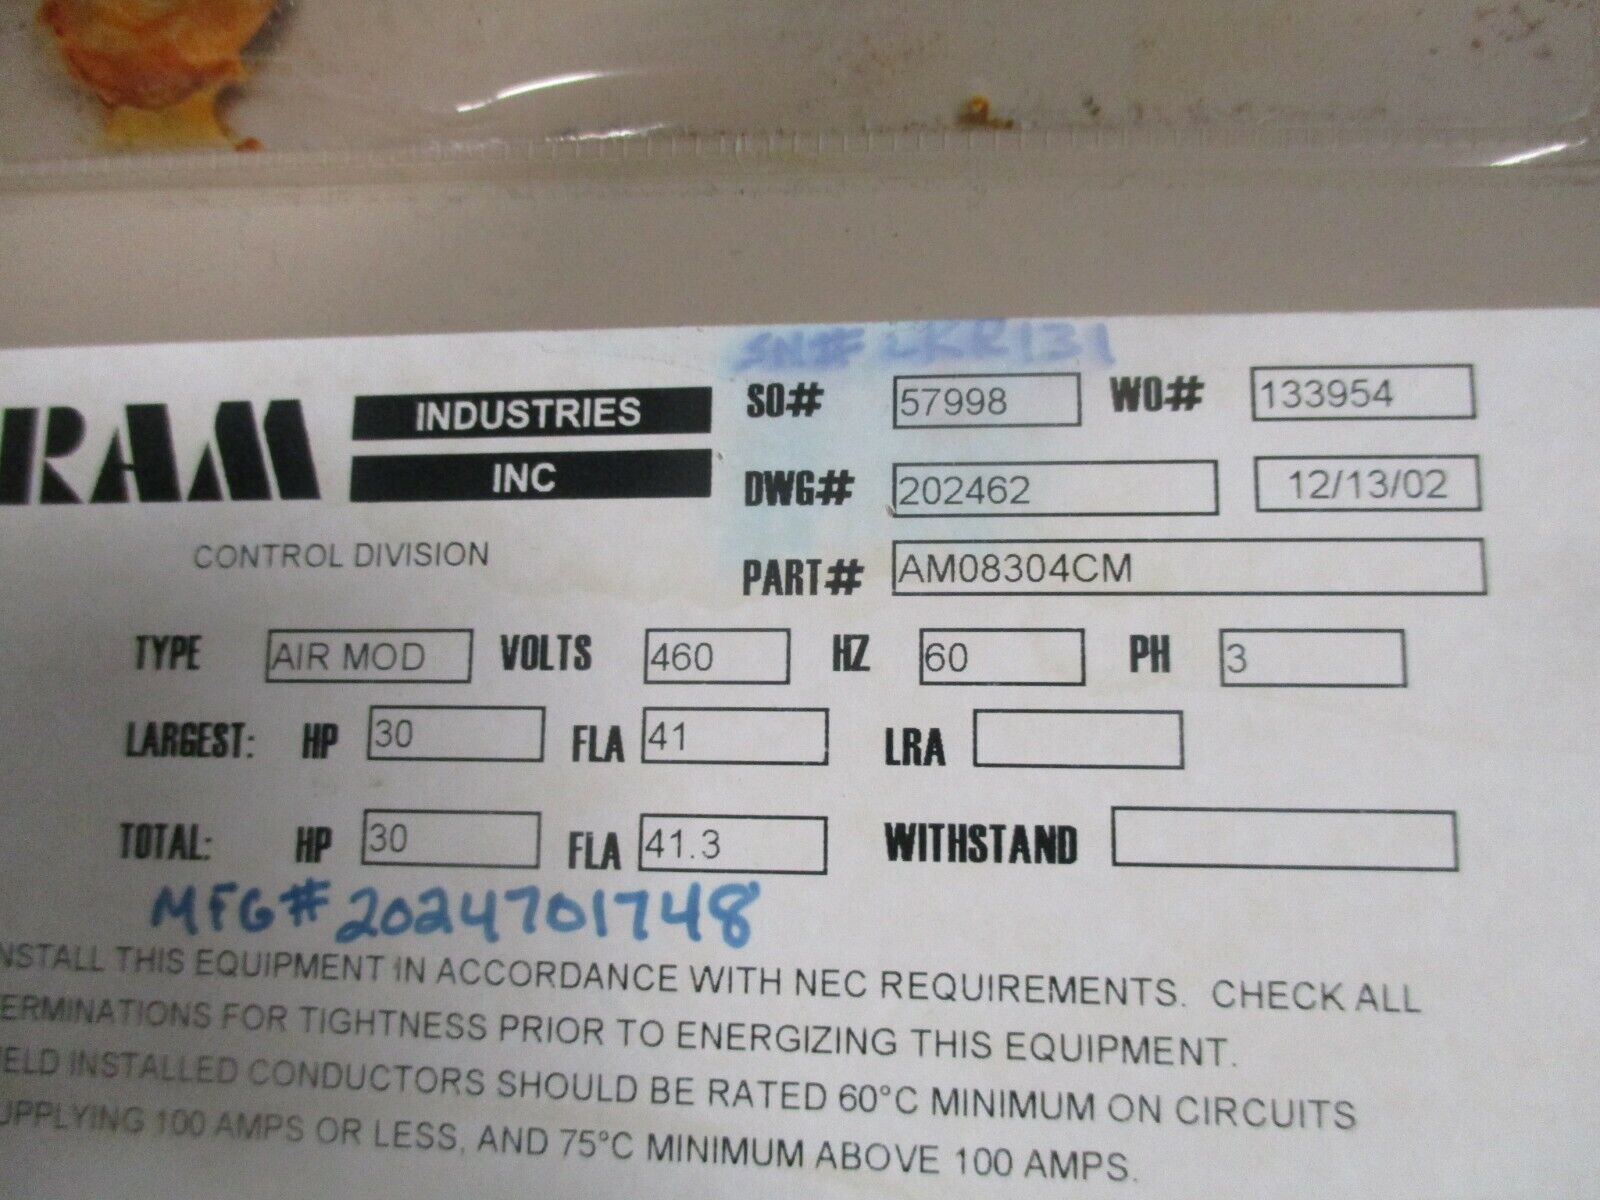 SN# LKR131
RAM INDUSTRIES INC
SO# 57998 WO# 133954
DWG# 202462 12/13/02
CONTROL DIVISION
PART# AM08304CM
TYPE AIR MOD VOLTS 460 HZ 60 PH 3
LARGEST: HP 30 FLA 41 LRA
TOTAL: HP 30 FLA 41.3 WITHSTAND
MFG# 2024701748
NSTALL THIS EQUIPMENT IN ACCORDANCE WITH NEC REQUIREMENTS. CHECK ALL
ERMINATIONS FOR TIGHTNESS PRIOR TO ENERGIZING THIS EQUIPMENT.
IELD INSTALLED CONDUCTORS SHOULD BE RATED 60°C MINIMUM ON CIRCUITS
UPPLYING 100 AMPS OR LESS, AND 75°C MINIMUM ABOVE 100 AMPS.